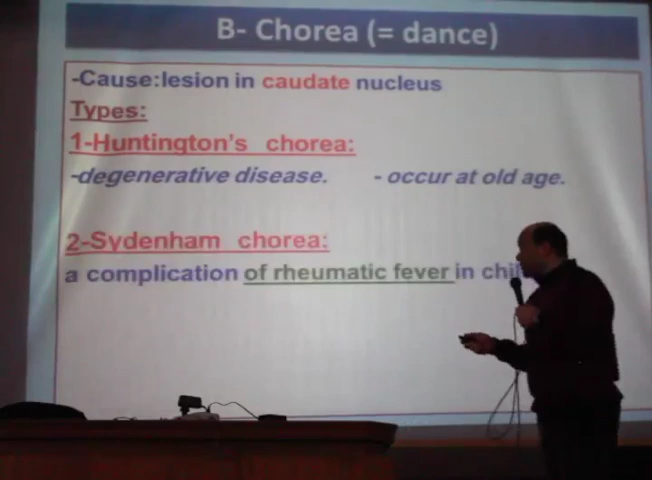 B- Chorea (= dance)
-Cause:lesion in caudate nucleus
Types:
1-Huntington's chorea:
-degenerative disease. - occur at old age.
2-Sydenham chorea:
a complication of rheumatic fever in